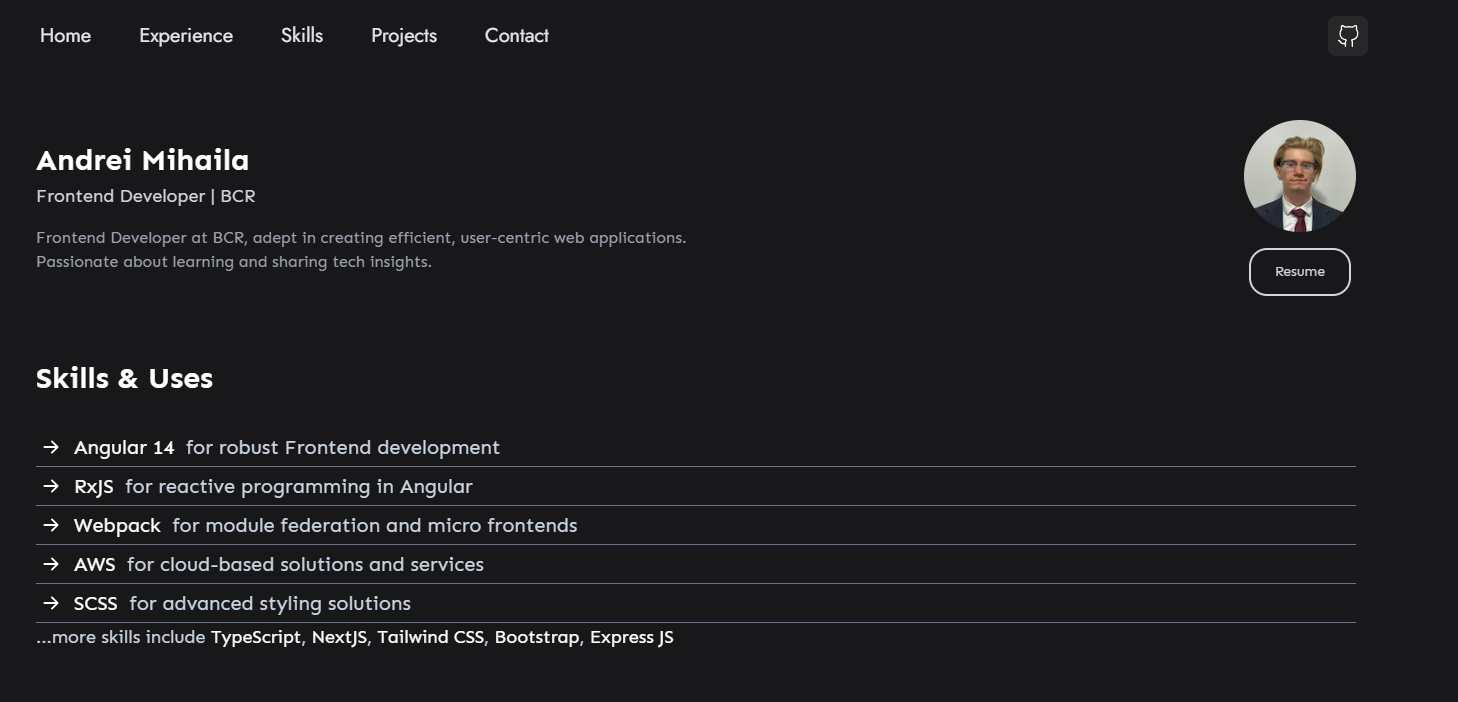 Home Experience Skills Projects Contact
Andrei Mihaila
Frontend Developer | BCR
Frontend Developer at BCR, adept in creating efficient, user-centric web applications.
Passionate about learning and sharing tech insights.
Resume
Skills & Uses
→ Angular 14 for robust Frontend development
→ RxJS for reactive programming in Angular
→ Webpack for module federation and micro frontends
→ AWS for cloud-based solutions and services
→ SCSS for advanced styling solutions
...more skills include TypeScript, NextJS, Tailwind CSS, Bootstrap, Express JS